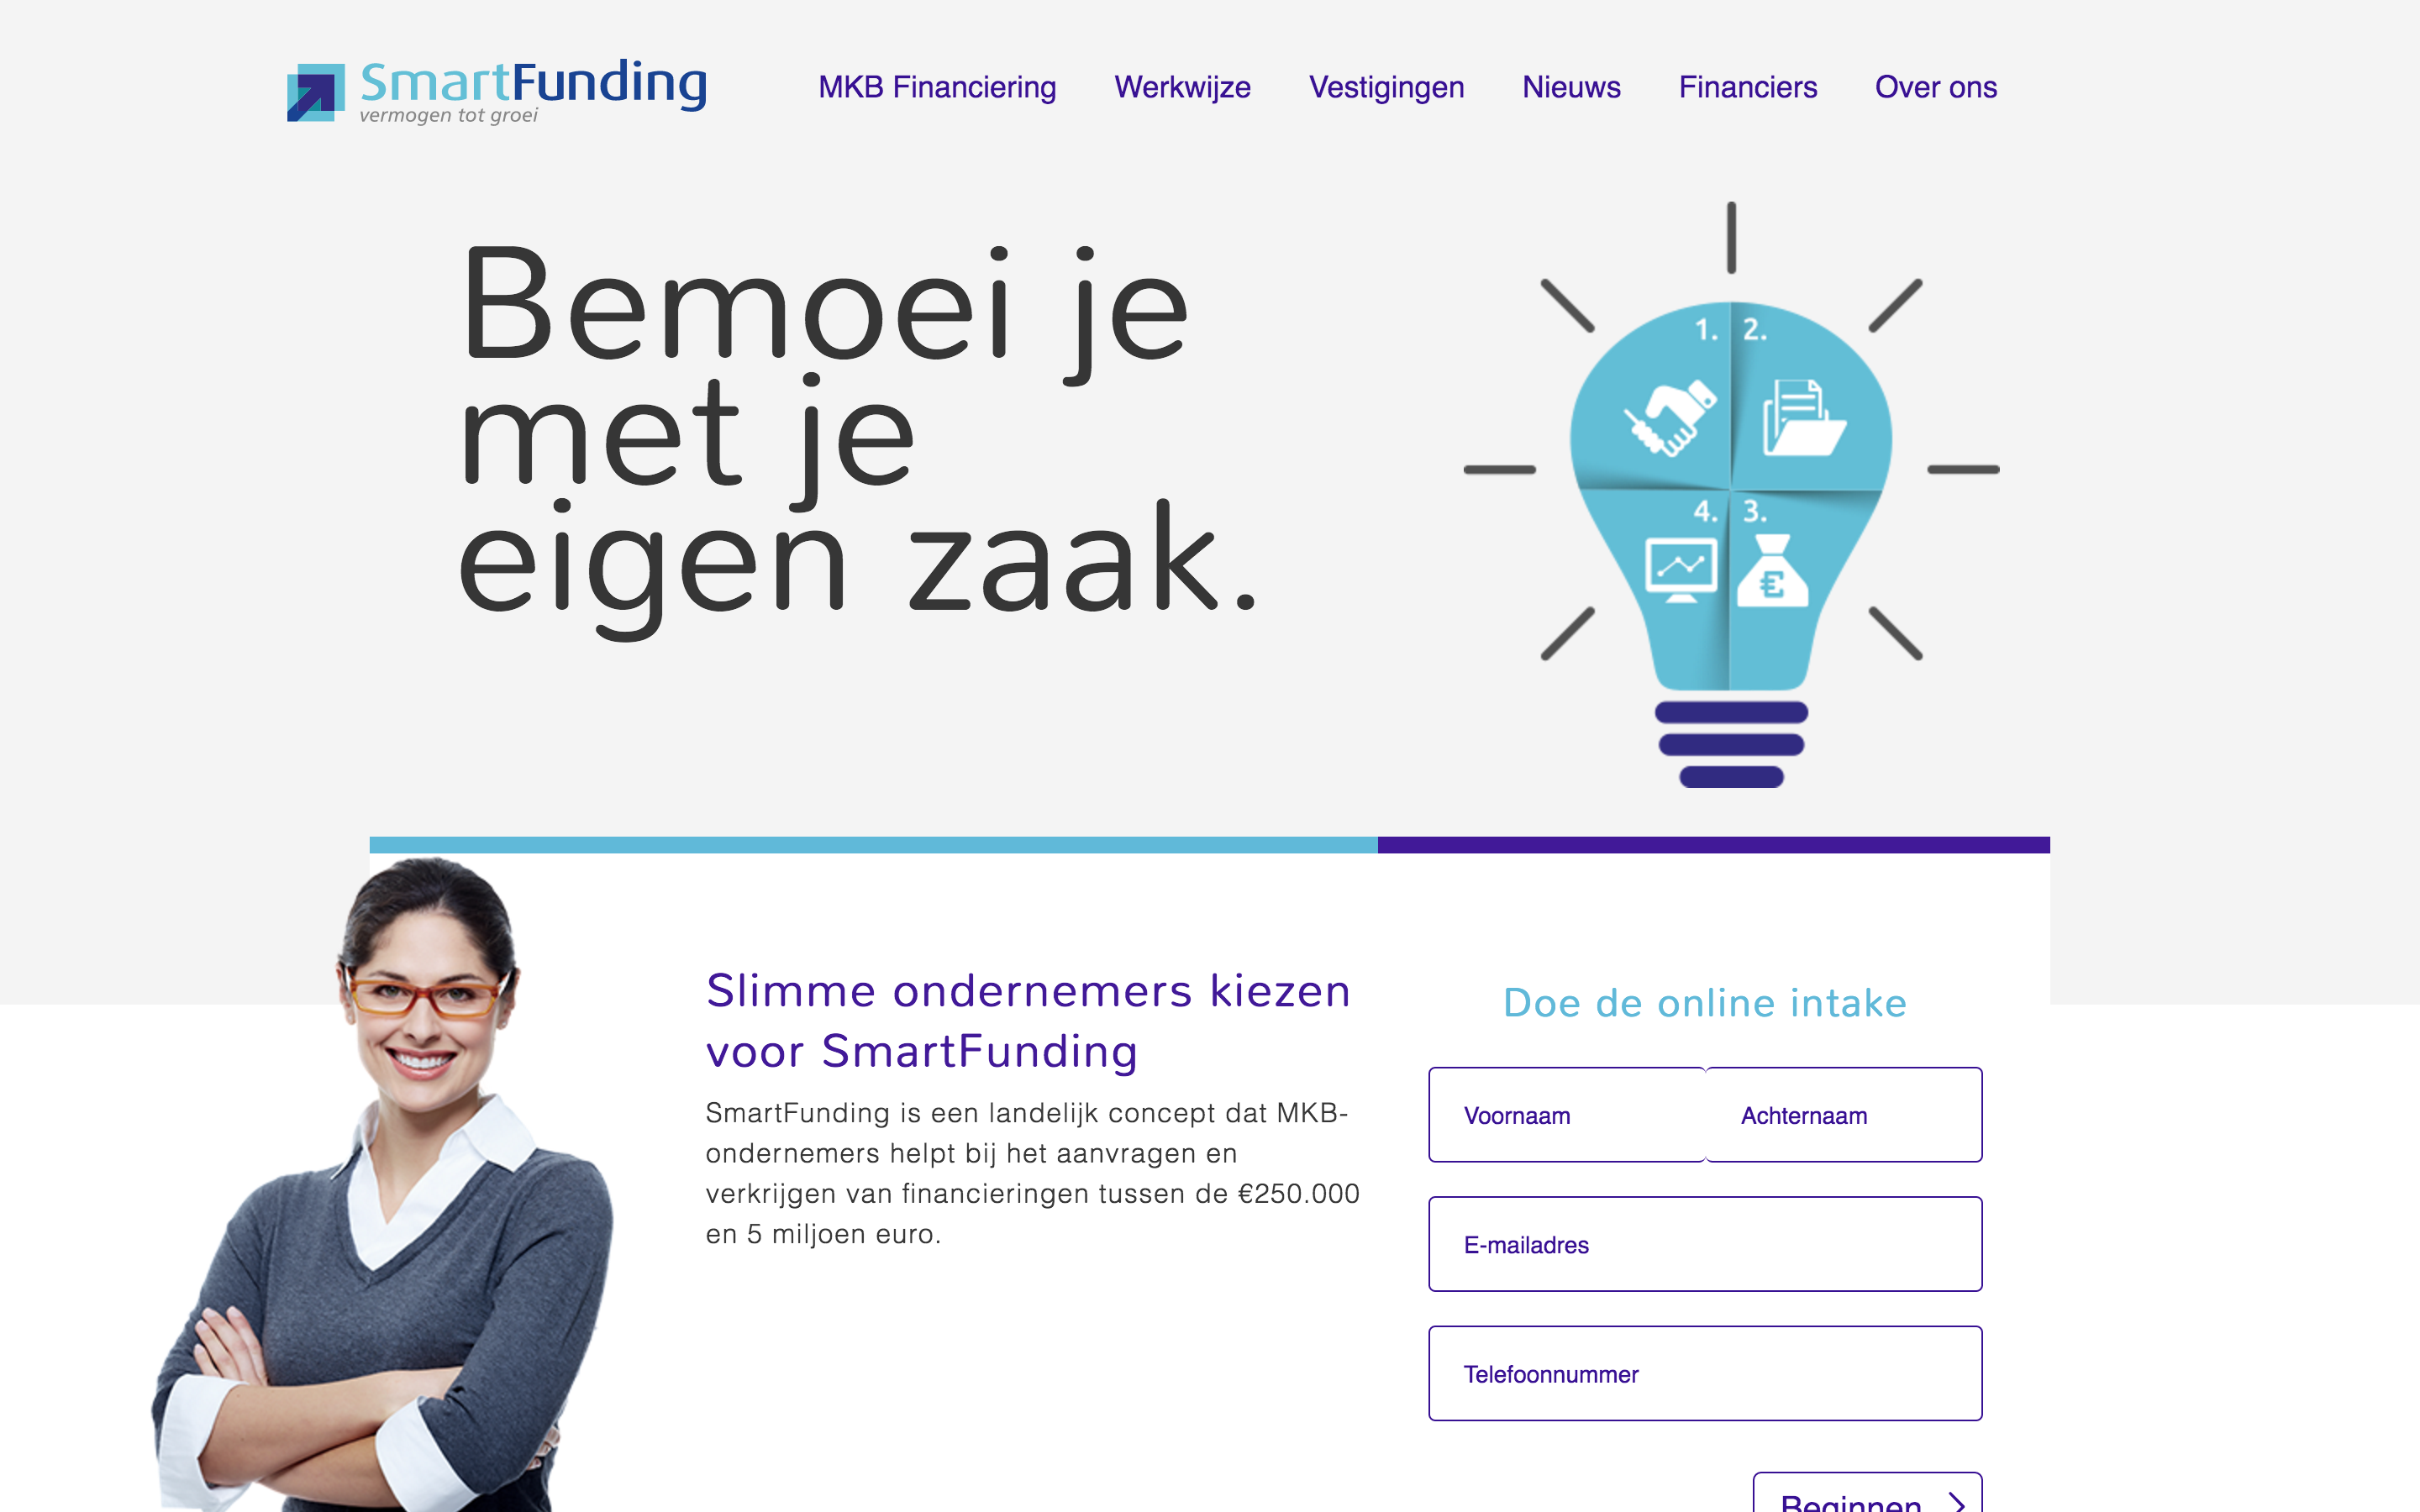 SmartFunding
vermogen tot groei
MKB Financiering Werkwijze Vestigingen Nieuws Financiers Over ons
Bemoei je
met je
eigen zaak.
1. 2.
4. 3.
€
Slimme ondernemers kiezen
voor SmartFunding
SmartFunding is een landelijk concept dat MKB-
ondernemers helpt bij het aanvragen en
verkrijgen van financieringen tussen de €250.000
en 5 miljoen euro.
Doe de online intake
Voornaam Achternaam
E-mailadres
Telefoonnummer
Beginnen